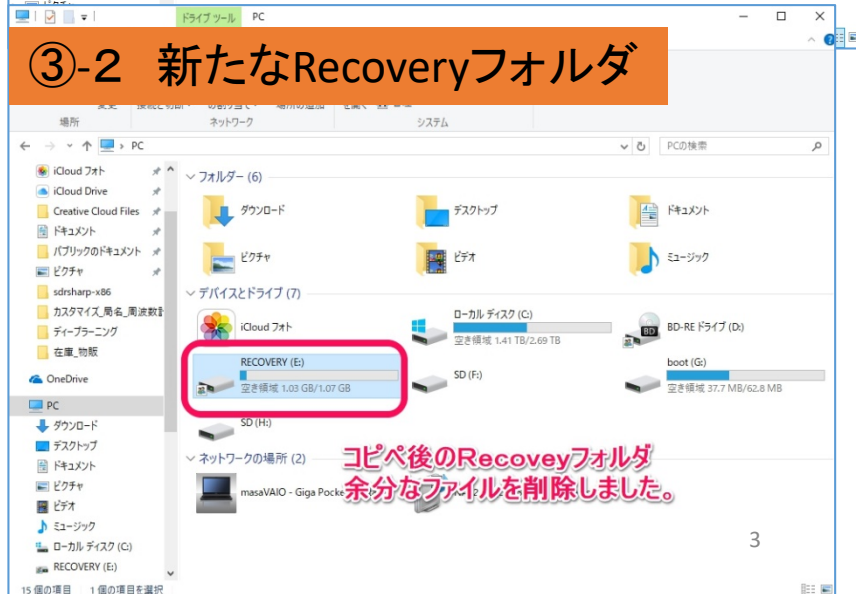 ドライブ ツール PC
③-2 新たなRecoveryフォルダ
場所 ネットワーク システム
PC PCの検索
iCloud フォト
iCloud Drive
Creative Cloud Files
ドキュメント
パブリックのドキュメント
ピクチャ
sdrsharp-x86
カスタマイズ_局名_周波数
ディープラーニング
在庫_物販
OneDrive
PC
ダウンロード
デスクトップ
ドキュメント
ピクチャ
ビデオ
ミュージック
ローカル ディスク (C:)
RECOVERY (E:)
フォルダー (6)
ダウンロード
デスクトップ
ドキュメント
ピクチャ
ビデオ
ミュージック
デバイスとドライブ (7)
iCloud フォト
ローカル ディスク (C:)
空き領域 1.41 TB/2.69 TB
BD-RE ドライブ (D:)
RECOVERY (E:)
空き領域 1.03 GB/1.07 GB
SD (F:)
boot (G:)
空き領域 37.7 MB/62.8 MB
SD (H:)
ネットワークの場所 (2)
masaVAIO - Giga Pocke
コピペ後のRecoveyフォルダ
余分なファイルを削除しました。
3
15 個の項目 1 個の項目を選択